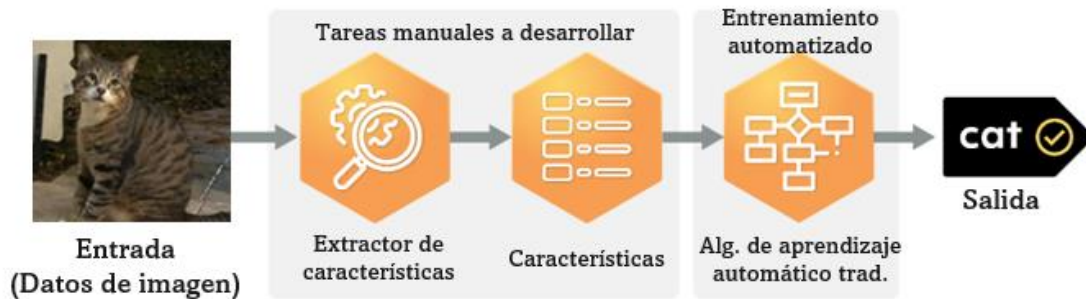 Tareas manuales a desarrollar
Entrenamiento
automatizado
cat
Entrada
(Datos de imagen)
Extractor de
características
Características
Alg. de aprendizaje
automático trad.
Salida